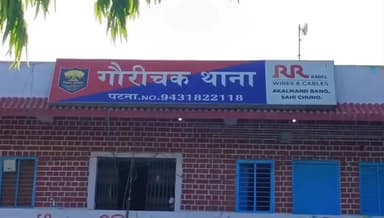 गौरीचक थाना
पटना.NO.9431822118
RR KABEL
WIRES & CABLES
AKALMAND BANO,
SAHI CHUNO.